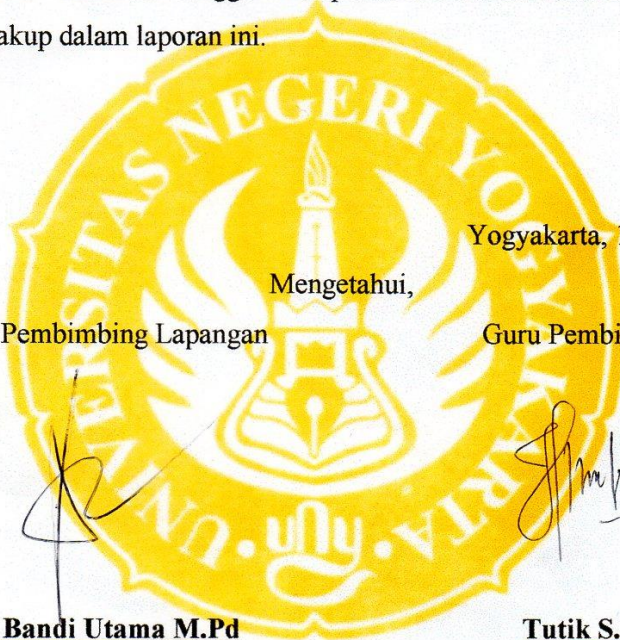 akup dalam laporan ini.
UNIVERSITAS NEGERI YOGYAKARTA
Yogyakarta,
Mengetahui,
Pembimbing Lapangan Guru Pembi
uny
Bandi Utama M.Pd Tutik S.